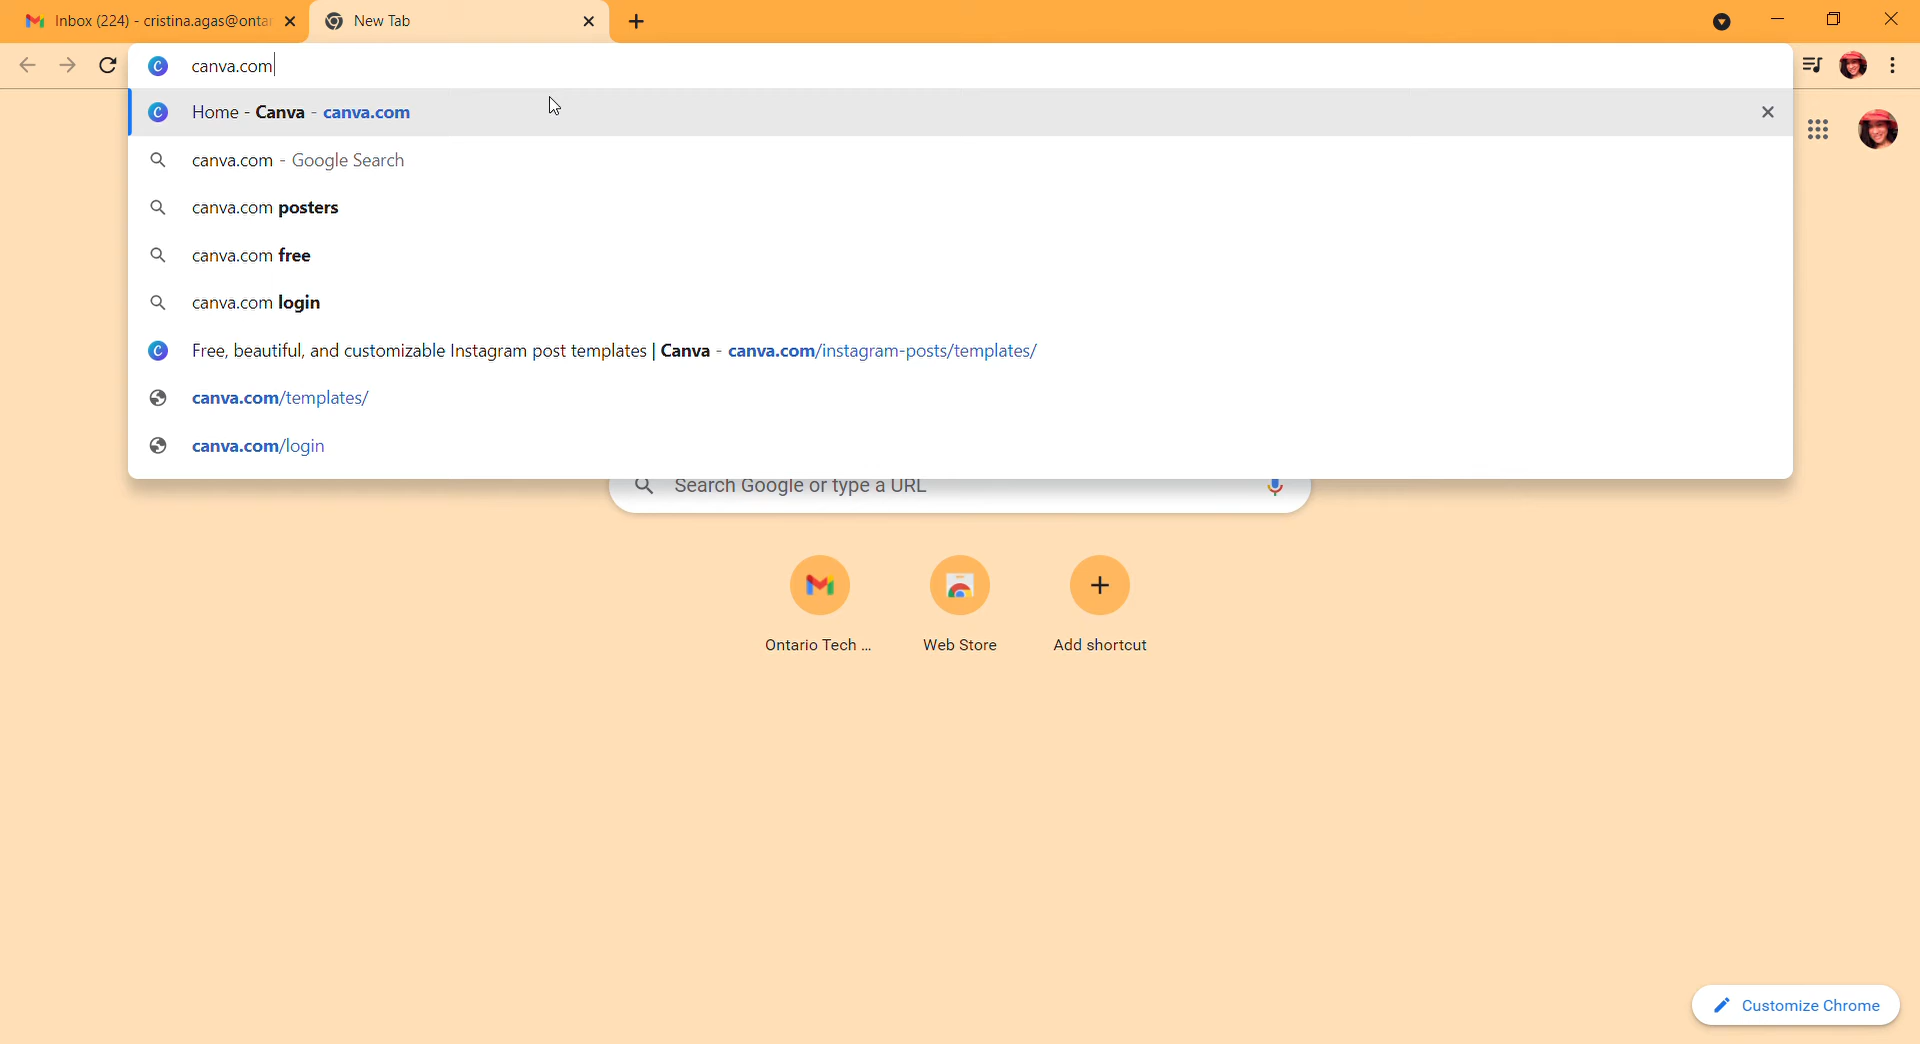 Inbox (224) - cristina.agas@onta
New Tab
canva.com
Home - Canva - canva.com
canva.com - Google Search
canva.com posters
canva.com free
canva.com login
Free, beautiful, and customizable Instagram post templates | Canva - canva.com/instagram-posts/templates/
canva.com/templates/
canva.com/login
Search Google or type a URL
Ontario Tech ...
Web Store
Add shortcut
Customize Chrome